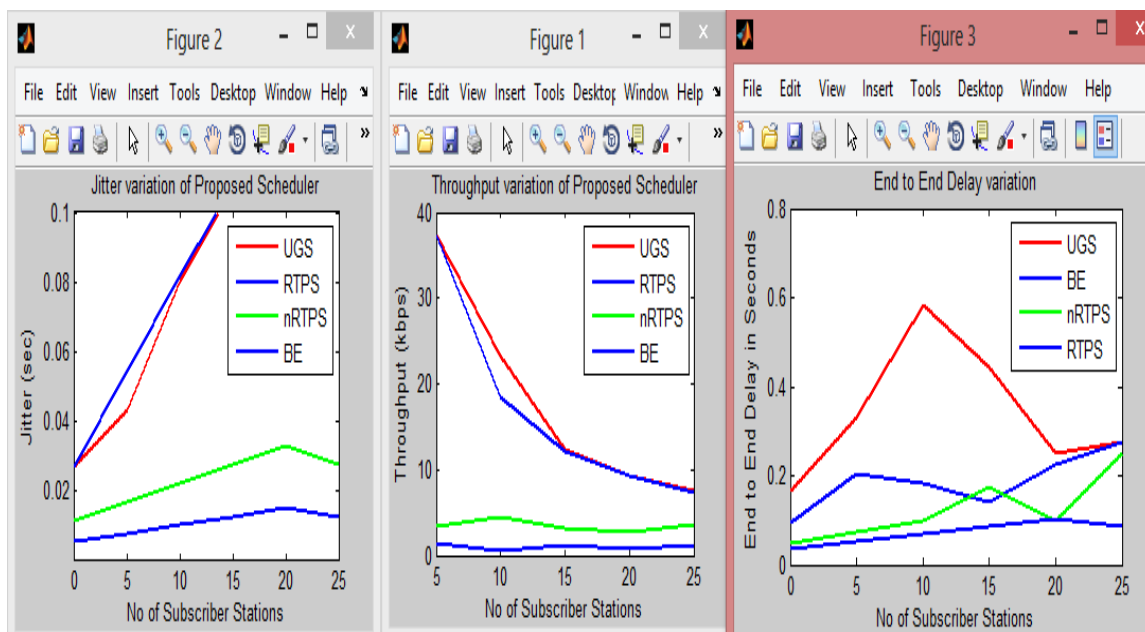 Figure 2
File Edit View Insert Tools Desktop Window Help
»
Jitter variation of Proposed Scheduler
0.1
0.08
0.06
0.04
0.02
Jitter (sec)
UGS
RTPS
nRTPS
BE
0 5 10 15 20 25
No of Subscriber Stations
Figure 1
File Edit View Insert Tools Desktop Window Help
»
Throughput variation of Proposed Scheduler
40
30
20
10
0
Throughput (kbps)
UGS
RTPS
nRTPS
BE
5 10 15 20 25
No of Subscriber Stations
Figure 3
File Edit View Insert Tools Desktop Window Help
End to End Delay variation
0.8
0.6
0.4
0.2
0
End to End Delay in Seconds
UGS
BE
nRTPS
RTPS
0 5 10 15 20 25
No of Subscriber Stations